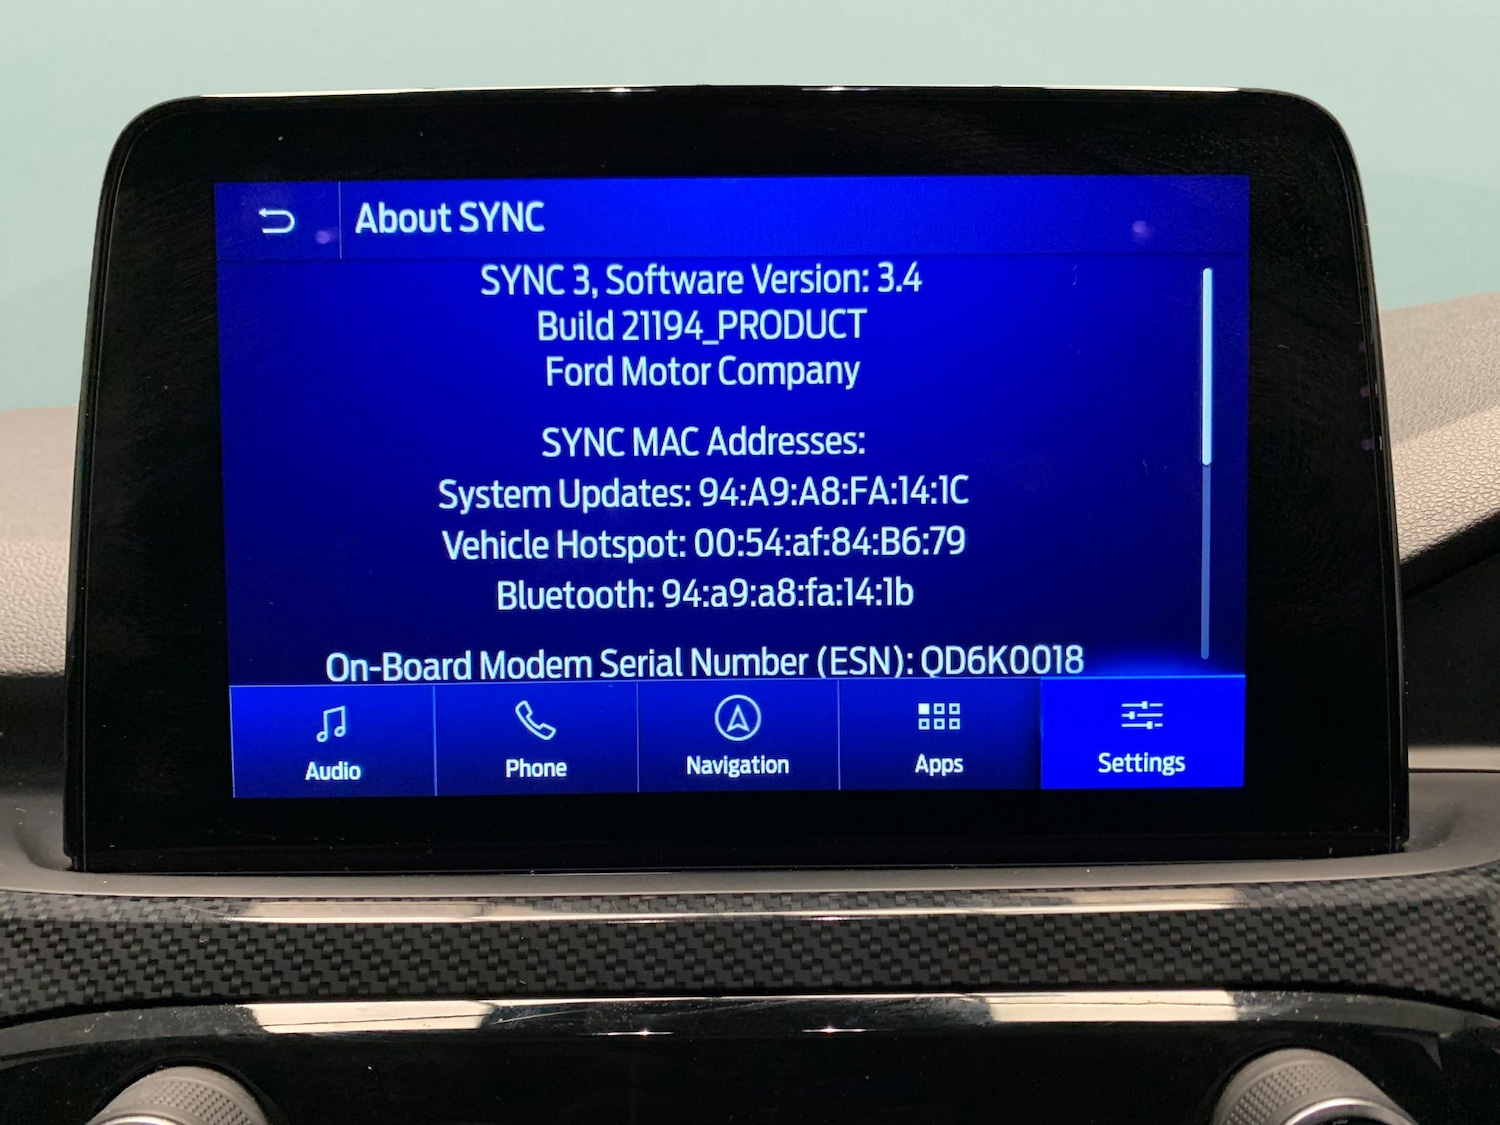 About SYNC
SYNC 3, Software Version: 3.4
Build 21194_PRODUCT
Ford Motor Company
SYNC MAC Addresses:
System Updates: 94:A9:A8:FA:14:1C
Vehicle Hotspot: 00:54:af:84:B6:79
Bluetooth: 94:a9:a8:fa:14:1b
On-Board Modem Serial Number (ESN): QD6K0018
Audio
Phone
Navigation
Apps
Settings